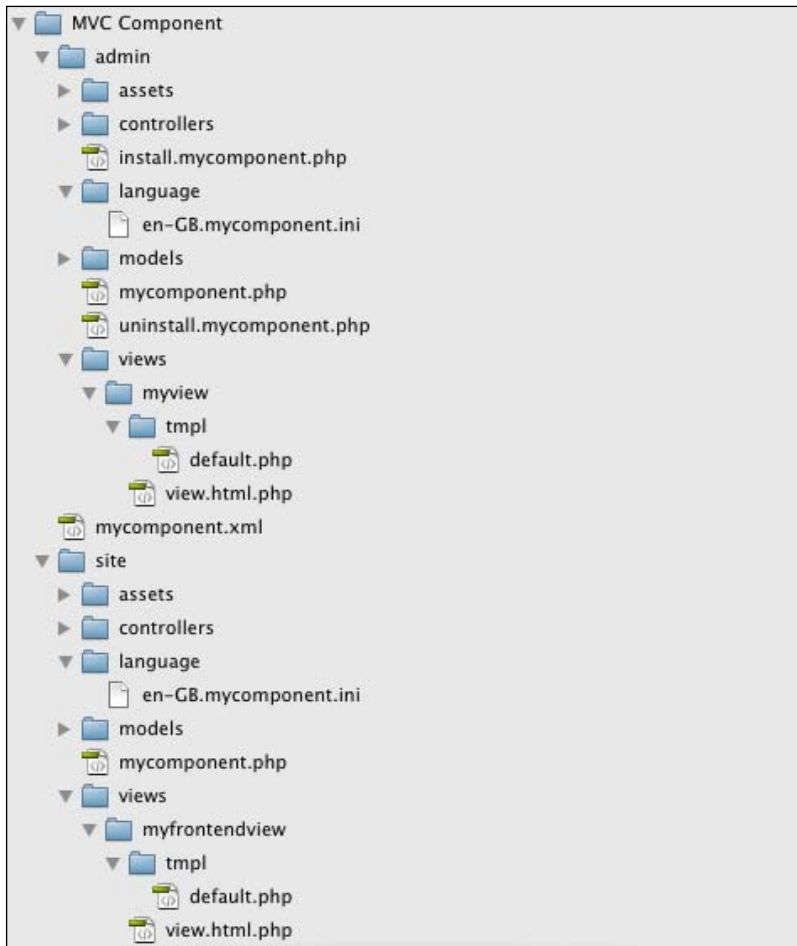 MVC Component
admin
assets
controllers
install.mycomponent.php
language
en-GB.mycomponent.ini
models
mycomponent.php
uninstall.mycomponent.php
views
myview
tmpl
default.php
view.html.php
mycomponent.xml
site
assets
controllers
language
en-GB.mycomponent.ini
models
mycomponent.php
views
myfrontendview
tmpl
default.php
view.html.php